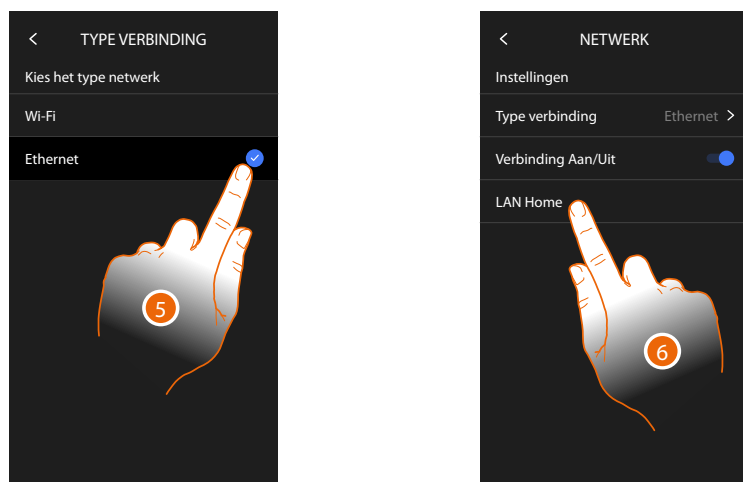 TYPE VERBINDING
Kies het type netwerk
Wi-Fi
Ethernet
5
NETWERK
Instellingen
Type verbinding Ethernet
Verbinding Aan/Uit
LAN Home
6